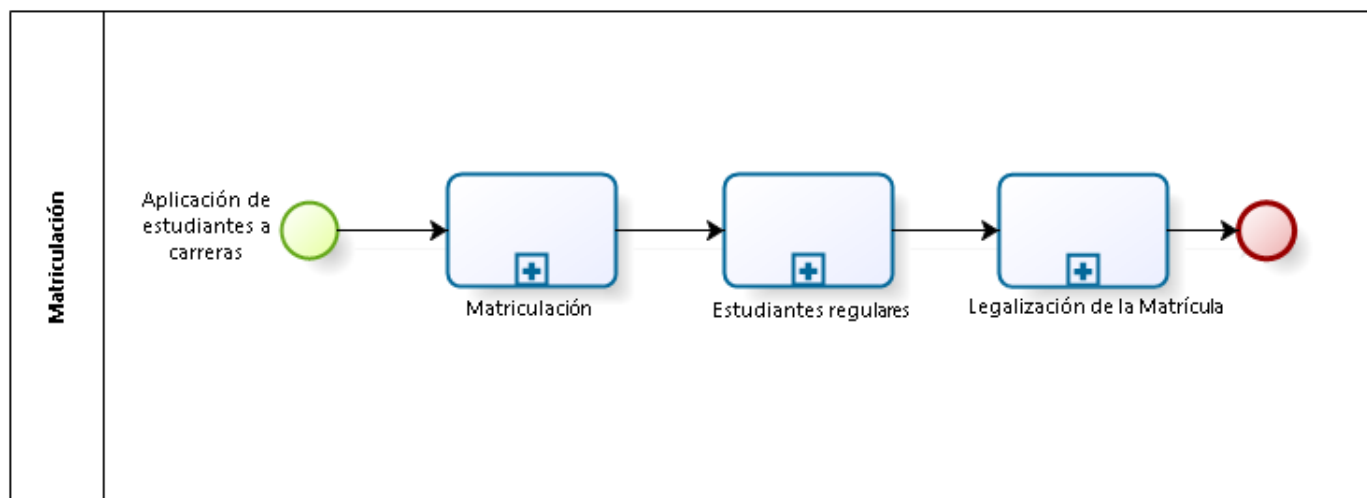 Matriculación
Aplicación de
estudiantes a
carreras
Matriculación
Estudiantes regulares
Legalización de la Matrícula